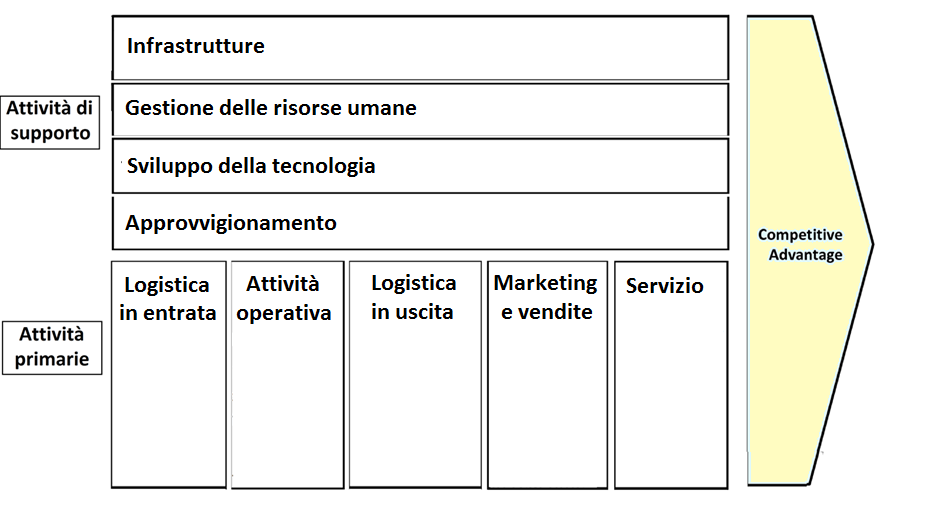 Infrastrutture
Attività di
supporto
Gestione delle risorse umane
Sviluppo della tecnologia
Approvvigionamento
Competitive
Advantage
Attività
primarie
Logistica
in entrata
Attività
operativa
Logistica
in uscita
Marketing
e vendite
Servizio